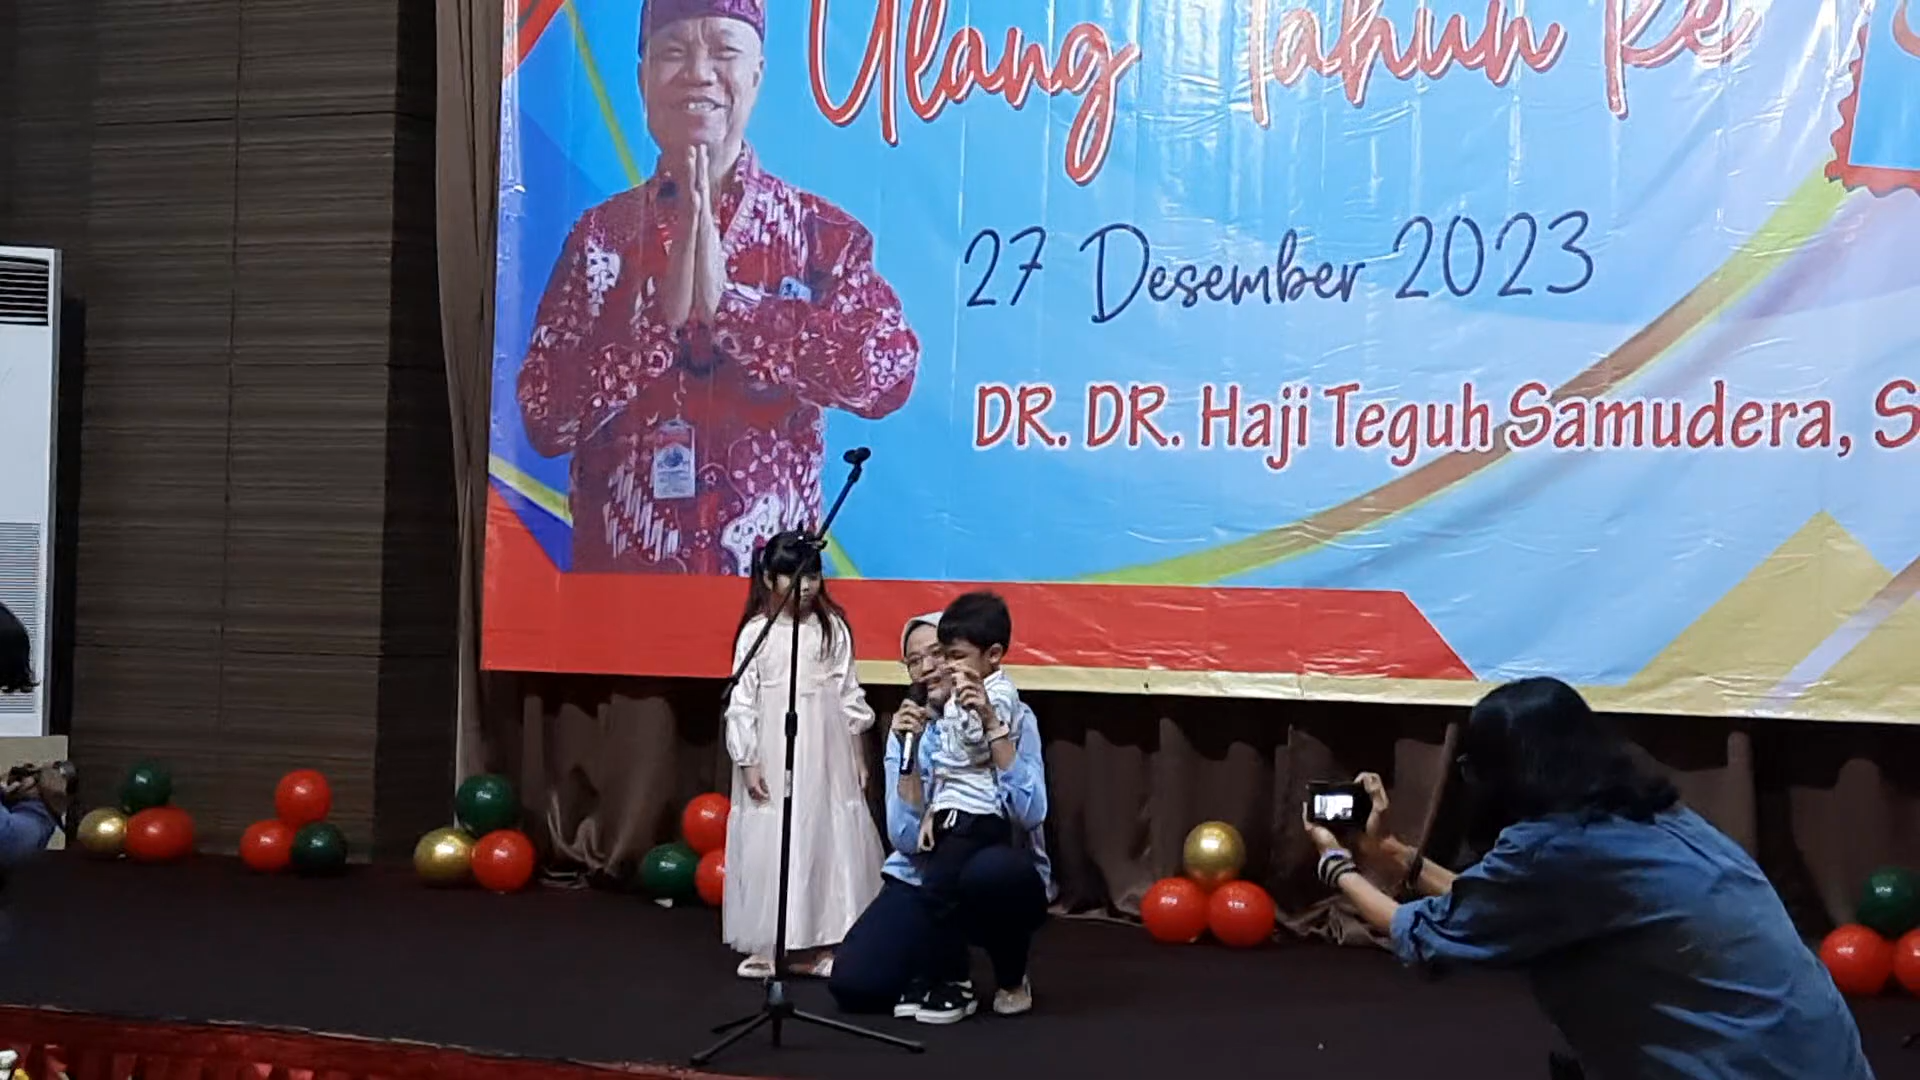 Ulang Tahun Ke
27 Desember 2023
DR. DR. Haji Teguh Samudera, S